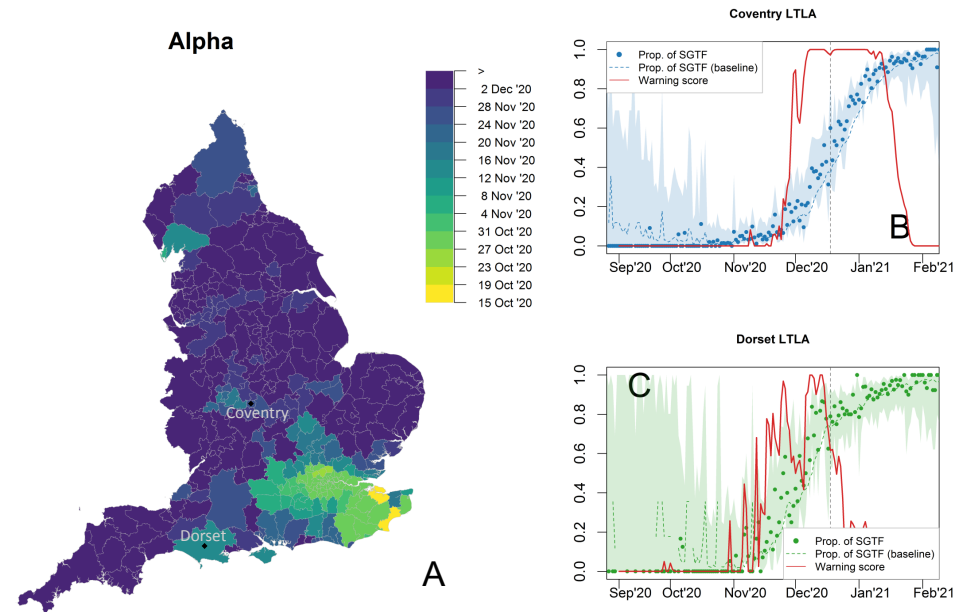 Alpha
>
2 Dec '20
28 Nov '20
24 Nov '20
20 Nov '20
16 Nov '20
12 Nov '20
8 Nov '20
4 Nov '20
31 Oct '20
27 Oct '20
23 Oct '20
19 Oct '20
15 Oct '20
Coventry
Dorset
A
Coventry LTLA
Prop. of SGTF
Prop. of SGTF (baseline)
Warning score
1.0
0.8
0.6
0.4
0.2
0.0
B
Sep'20 Oct'20 Nov'20 Dec'20 Jan'21 Feb'21
Dorset LTLA
C
1.0
0.8
0.6
0.4
0.2
0.0
Prop. of SGTF
Prop. of SGTF (baseline)
Warning score
Sep'20 Oct'20 Nov'20 Dec'20 Jan'21 Feb'21